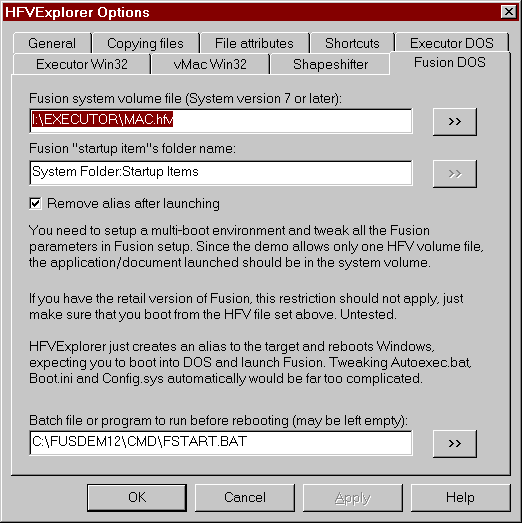 HFVExplorer Options
General
Copying files
File attributes
Shortcuts
Executor DOS
Executor Win32
vMac Win32
Shapeshifter
Fusion DOS
Fusion system volume file (System version 7 or later):
I:\EXECUTOR\MAC.hfv
>>
Fusion "startup item"s folder name:
System Folder:Startup Items
>>
Remove alias after launching
You need to setup a multi-boot environment and tweak all the Fusion
parameters in Fusion setup. Since the demo allows only one HFV volume file,
the application/document launched should be in the system volume.
If you have the retail version of Fusion, this restriction should not apply, just
make sure that you boot from the HFV file set above. Untested.
HFVExplorer just creates an alias to the target and reboots Windows,
expecting you to boot into DOS and launch Fusion. Tweaking Autoexec.bat,
Boot.ini and Config.sys automatically would be far too complicated.
Batch file or program to run before rebooting (may be left empty):
C:\FUSDEM12\CMD\FSTART.BAT
>>
OK
Cancel
Apply
Help